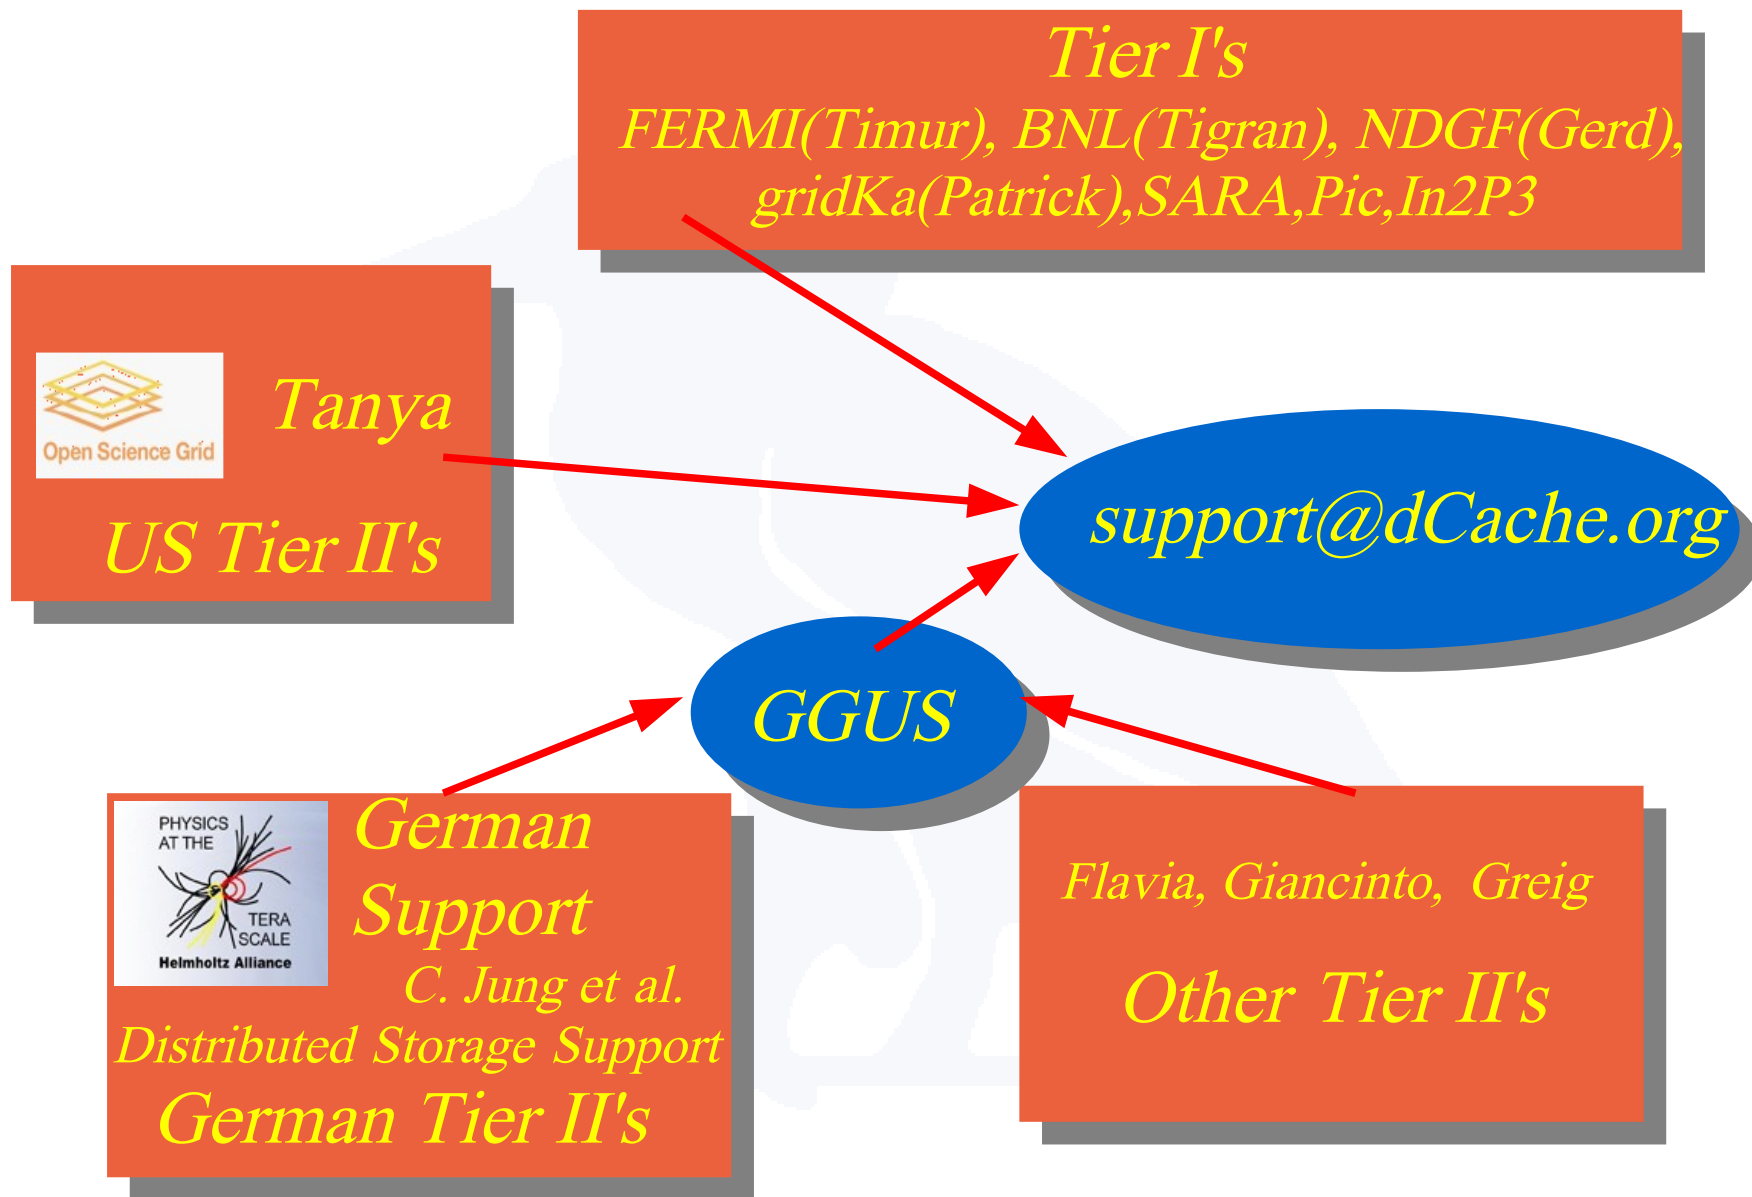 Tier I's
FERMI(Timur), BNL(Tigran), NDGF(Gerd),
gridKa(Patrick),SARA,Pic,In2P3
Open Science Grid
Tanya
US Tier II's
support@dCache.org
GGUS
PHYSICS
AT THE
TERA
SCALE
Helmholtz Alliance
German
Support
C. Jung et al.
Distributed Storage Support
German Tier II's
Flavia, Giancinto, Greig
Other Tier II's